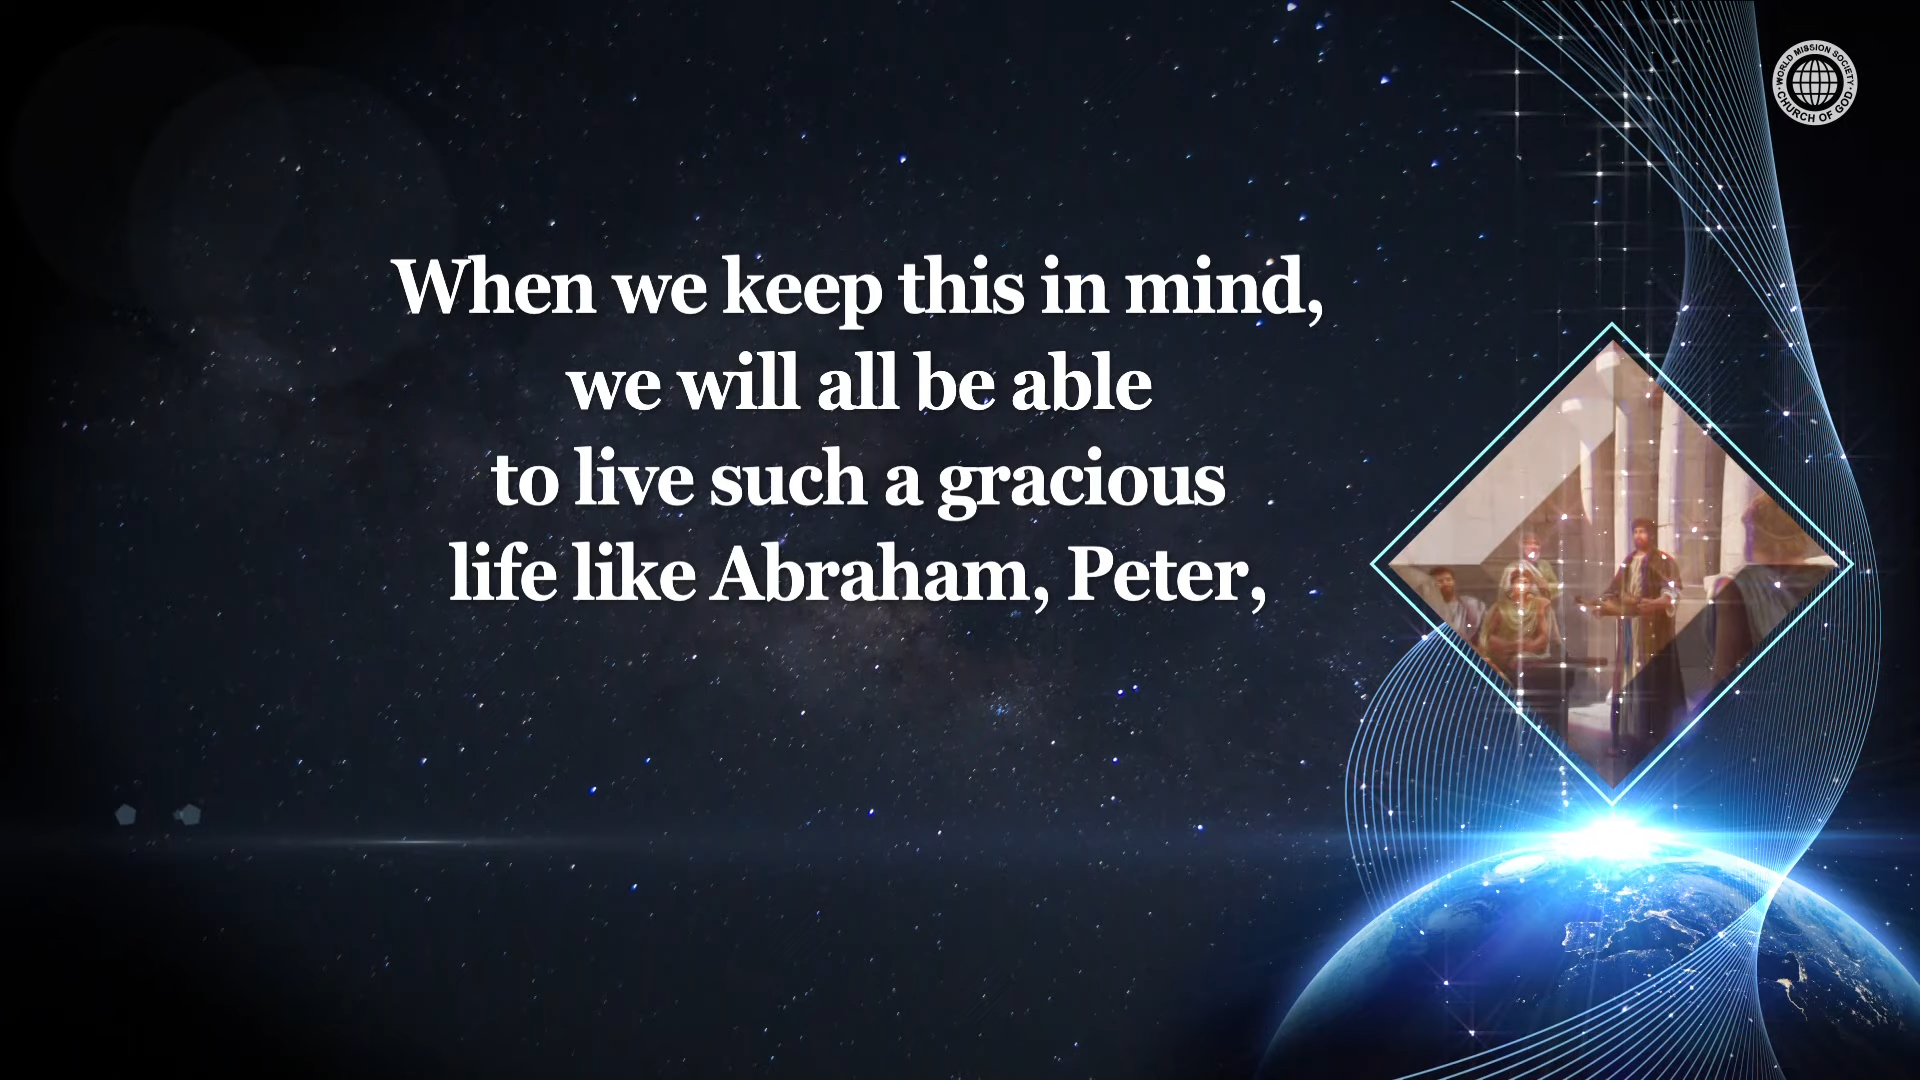 WORLD MISSION SOCIETY
CHURCH OF GOD
When we keep this in mind,
we will all be able
to live such a gracious
life like Abraham, Peter,